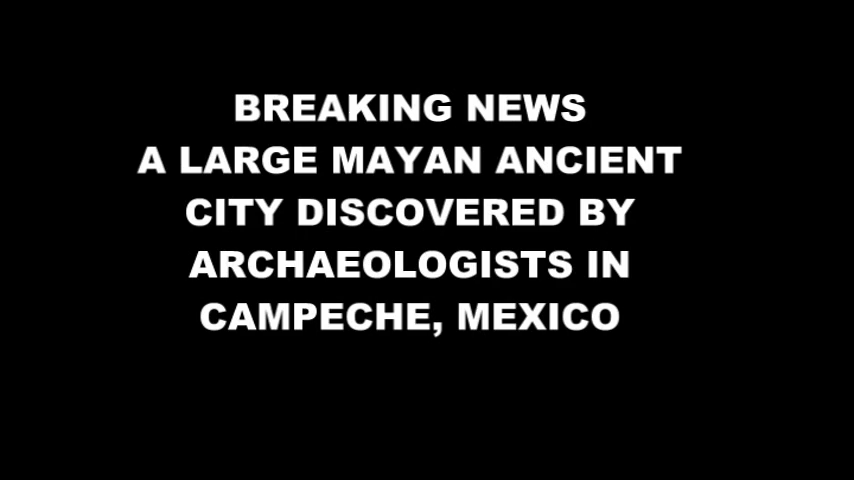 BREAKING NEWS
A LARGE MAYAN ANCIENT
CITY DISCOVERED BY
ARCHAEOLOGISTS IN
CAMPECHE, MEXICO